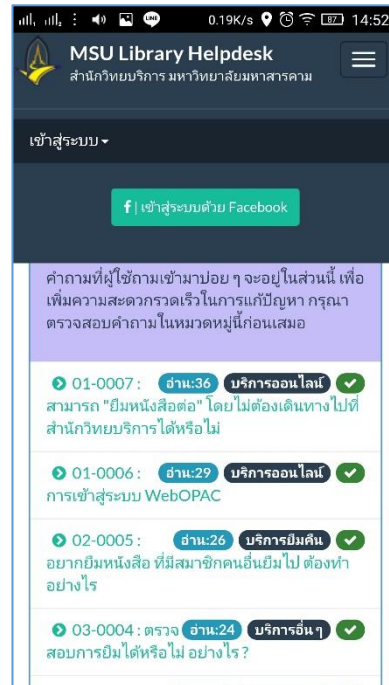 0.19K/s 87 14:52
LINE
MSU Library Helpdesk
สำนักวิทยบริการ มหาวิทยาลัยมหาสารคาม
เข้าสู่ระบบ
f | เข้าสู่ระบบด้วย Facebook
คำถามที่ผู้ใช้ถามเข้ามาบ่อย ๆ จะอยู่ในส่วนนี้ เพื่อ
เพิ่มความสะดวกรวดเร็วในการแก้ปัญหา กรุณา
ตรวจสอบคำถามในหมวดหมู่นี้ก่อนเสมอ
01-0007 : อ่าน:36 บริการออนไลน์
สามารถ "ยืมหนังสือต่อ" โดยไม่ต้องเดินทางไปที่
สำนักวิทยบริการได้หรือไม่
01-0006 : อ่าน:29 บริการออนไลน์
การเข้าสู่ระบบ WebOPAC
02-0005 : อ่าน:26 บริการยืมคืน
อยากยืมหนังสือ ที่มีสมาชิกคนอื่นยืมไป ต้องทำ
อย่างไร
03-0004 : ตรวจ อ่าน:24 บริการอื่น ๆ
สอบการยืมได้หรือไม่ อย่างไร ?